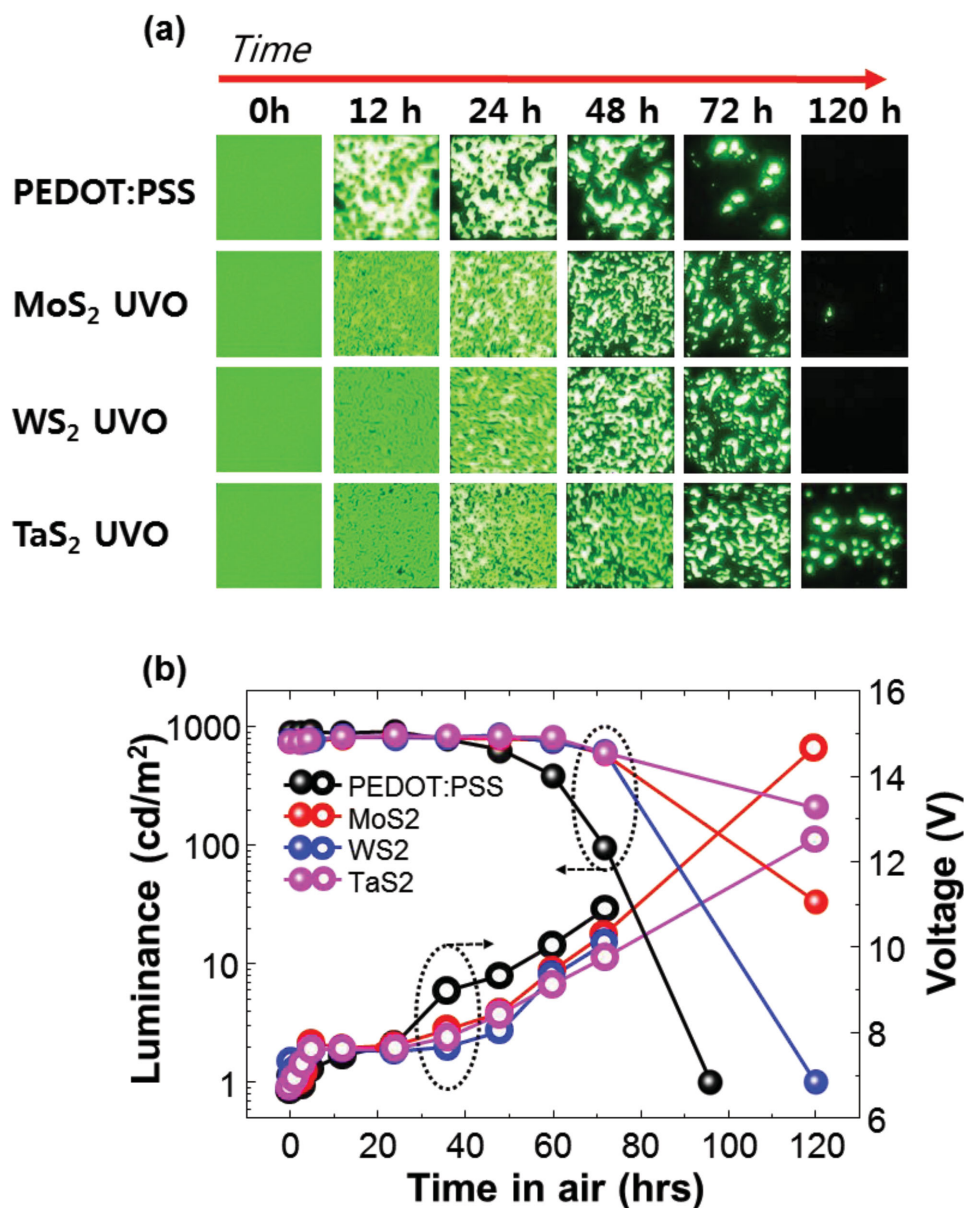 (a)
Time
0h 12 h 24 h 48 h 72 h 120 h
PEDOT:PSS
MoS₂ UVO
WS₂ UVO
TaS₂ UVO
(b)
Luminance (cd/m²)
1000
100
10
1
PEDOT:PSS
MoS2
WS2
TaS2
16
14
12
10
8
6
Voltage (V)
0 20 40 60 80 100 120
Time in air (hrs)